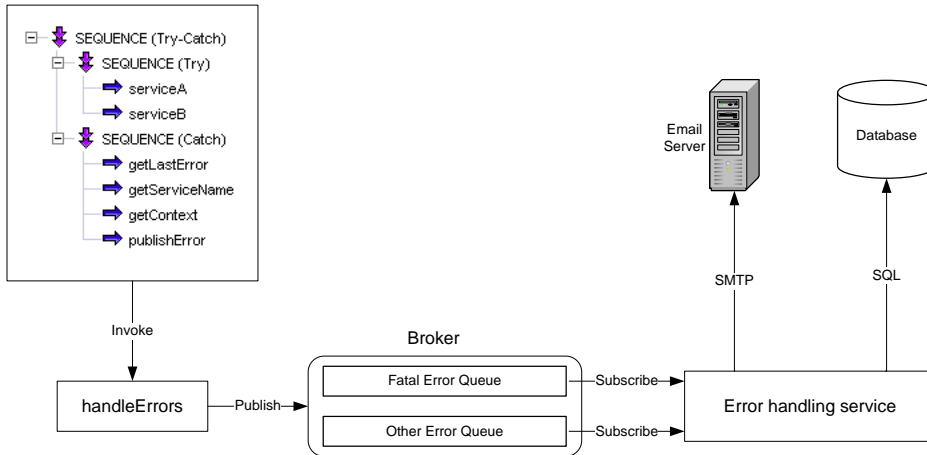 SEQUENCE (Try-Catch)
SEQUENCE (Try)
serviceA
serviceB
SEQUENCE (Catch)
getLastError
getServiceName
getContext
publishError
Email
Server
Database
SMTP
SQL
Invoke
Broker
handleErrors
Publish
Fatal Error Queue
Subscribe
Other Error Queue
Subscribe
Error handling service